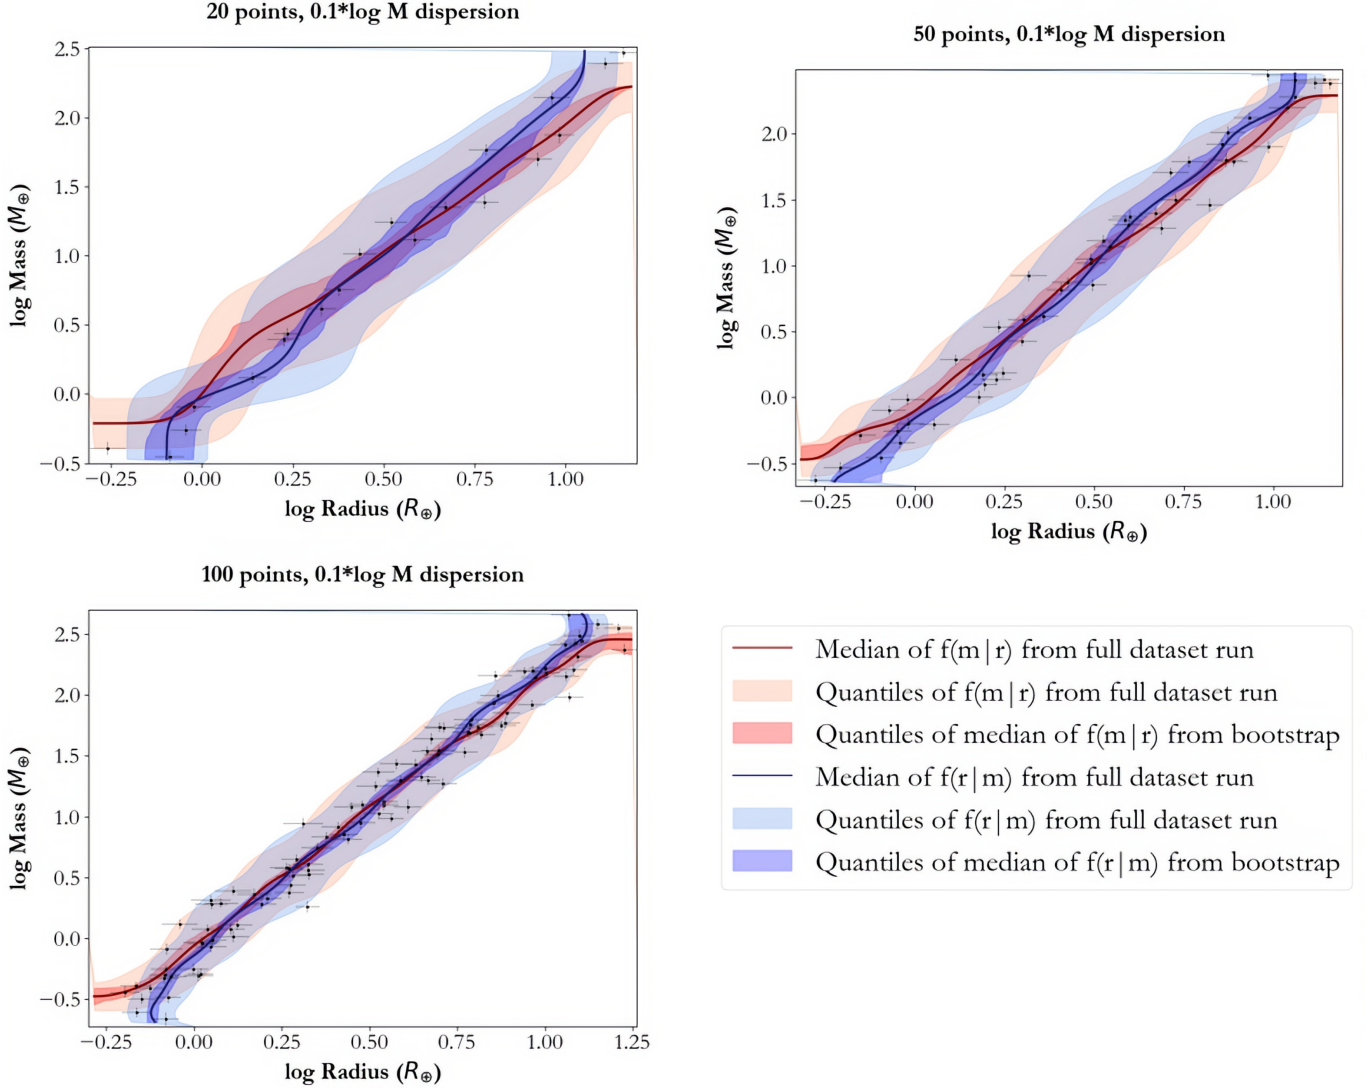 20 points, 0.1*log M dispersion
2.5
2.0
1.5
1.0
0.5
0.0
−0.5
log Mass (M⊕)
−0.25 0.00 0.25 0.50 0.75 1.00
log Radius (R⊕)
50 points, 0.1*log M dispersion
2.0
1.5
1.0
0.5
0.0
−0.5
log Mass (M⊕)
−0.25 0.00 0.25 0.50 0.75 1.00
log Radius (R⊕)
100 points, 0.1*log M dispersion
2.5
2.0
1.5
1.0
0.5
0.0
−0.5
log Mass (M⊕)
−0.25 0.00 0.25 0.50 0.75 1.00 1.25
log Radius (R⊕)
Median of f(m|r) from full dataset run
Quantiles of f(m|r) from full dataset run
Quantiles of median of f(m|r) from bootstrap
Median of f(r|m) from full dataset run
Quantiles of f(r|m) from full dataset run
Quantiles of median of f(r|m) from bootstrap